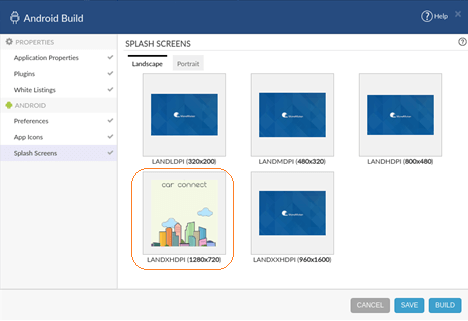 Android Build
Help
PROPERTIES
Application Properties
Plugins
White Listings
ANDROID
Preferences
App Icons
Splash Screens
SPLASH SCREENS
Landscape
Portrait
LANDLDPI (320x200)
LANDMDPI (480x320)
LANDHDPI (800x480)
car connect
LANDXHDPI (1280x720)
LANDXXHDPI (960x1600)
CANCEL
SAVE
BUILD